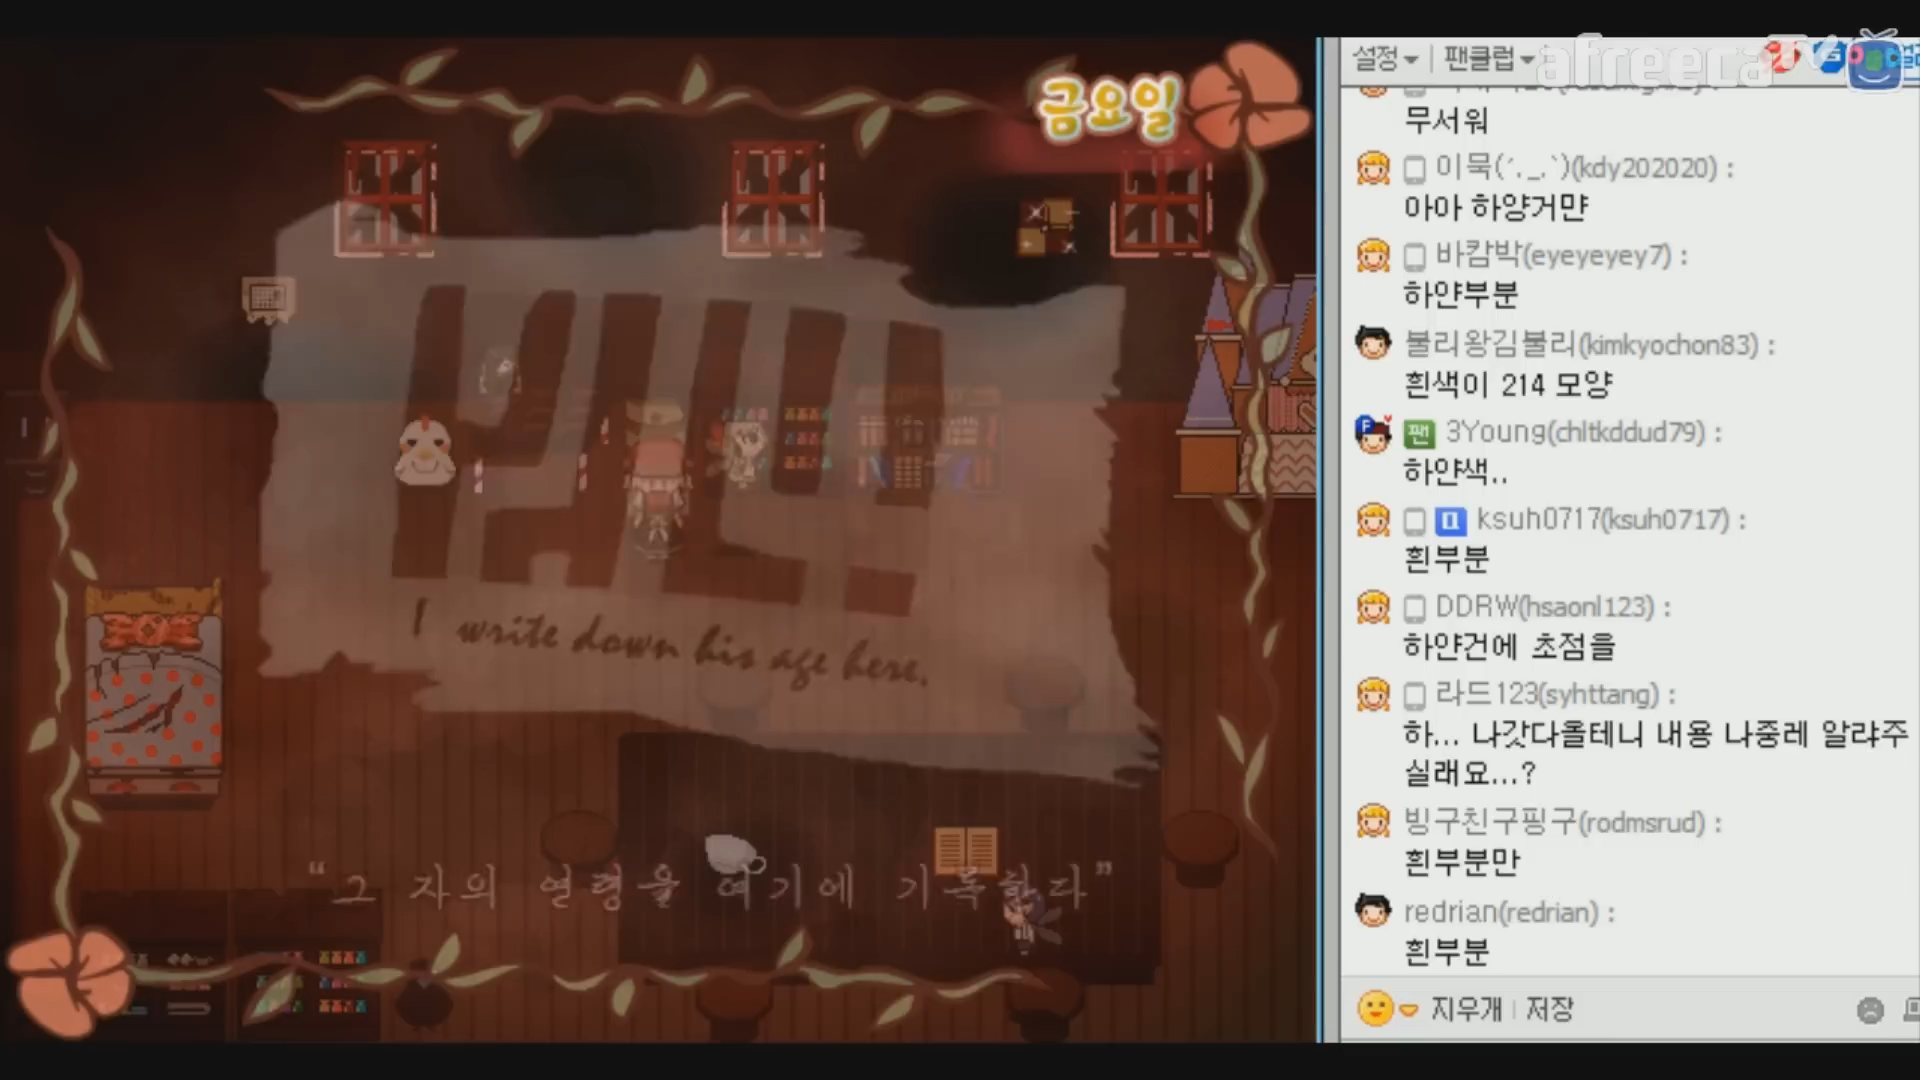 금요일
I write down his age here.
“그 자의 연령을 여기에 기록한다”
설정 팬클럽
afreecaTV
무서워
이묵(´._.`)(kdy202020) :
아아 하양거먄
바캄박(eyeyeyey7) :
하얀부분
불리왕김불리(kimkyochon83) :
흰색이 214 모양
팬 3Young(chltkddud79) :
하얀색..
ksuh0717(ksuh0717) :
흰부분
DDRW(hsaonl123) :
하얀건에 초점을
라드123(syhttang) :
하... 나갓다올테니 내용 나중레 알랴주
실래요...?
빙구친구핑구(rodmsrud) :
흰부분만
redrian(redrian) :
흰부분
지우개 저장